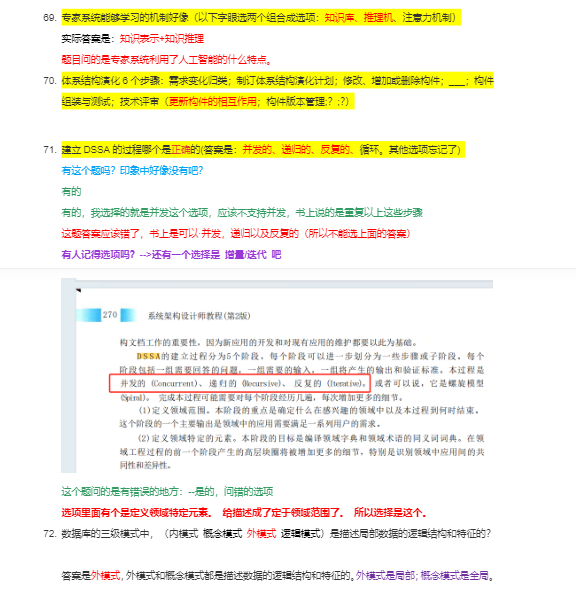 69. 专家系统能够学习的机制好像（以下字眼选两个组合成选项：知识库、推理机、注意力机制）
实际答案是：知识表示+知识推理
题目问的是专家系统利用了人工智能的什么特点。
70. 体系结构演化 6 个步骤：需求变化归类；制订体系结构演化计划；修改、增加或删除构件；___；构件
组装与测试；技术评审（更新构件的相互作用；构件版本管理;？;?）
71. 建立 DSSA 的过程哪个是正确的(答案是：并发的、递归的、反复的、循环。其他选项忘记了)
有这个题吗？印象中好像没有吧？
有的
有的，我选择的就是并发这个选项，应该不支持并发，书上说的是重复以上这些步骤
这题答案应该错了，书上是可以·并发，递归以及反复的（所以不能选上面的答案）
有人记得选项吗？-->还有一个选择是 增量/迭代 吧
270 系统架构设计师教程(第2版)
构文档工作的重要性，因为新应用的开发和对现有应用的维护都要以此为基础。
DSSA的建立过程分为5个阶段，每个阶段可以进一步划分为一些步骤或子阶段。每个
阶段包括一组需要回答的问题，一组需要的输入，一组将产生的输出和验证标准。本过程是
并发的 (Concurrent)、递归的 (Recursive)、反复的 (Iterative)。或者可以说，它是螺旋模型
(Spiral)。完成本过程可能需要对每个阶段经历几遍，每次增加更多的细节。
(1)定义领域范围。本阶段的重点是确定什么在感兴趣的领域中以及本过程到何时结束。
这个阶段的一个主要输出是领域中的应用需要满足一系列用户的需求。
(2)定义领域特定的元素。本阶段的目标是编译领域字典和领域术语的同义词词典。在领
域工程过程的前一个阶段产生的高层块圈将被增加更多的细节，特别是识别领域中应用间的共
同性和差异性。
这个题问的是有错误的地方：--是的，问错的选项
选项里面有个是定义领域特定元素。 给描述成了定于领域范围了。 所以选择是这个。
72. 数据库的三级模式中，（内模式 概念模式 外模式 逻辑模式）是描述局部数据的逻辑结构和特征的?
答案是外模式, 外模式和概念模式都是描述数据的逻辑结构和特征的。外模式是局部; 概念模式是全局。